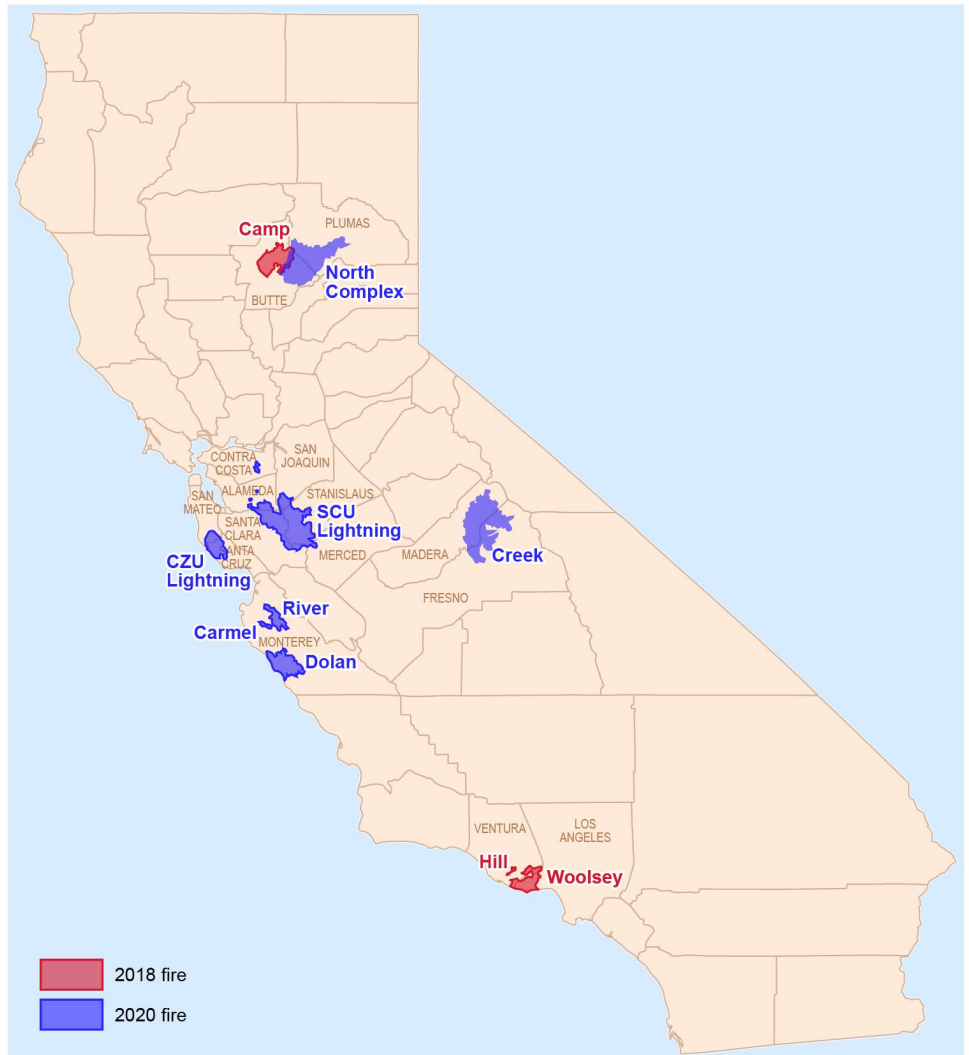 PLUMAS
Camp
North
Complex
BUTTE
CONTRA
COSTA
SAN
JOAQUIN
ALAMEDA
STANISLAUS
SAN
MATEO
SCU
Lightning
SANTA
CLARA
SANTA
CRUZ
MERCED
MADERA
Creek
CZU
Lightning
FRESNO
River
Carmel
MONTEREY
Dolan
VENTURA
LOS
ANGELES
Hill
Woolsey
2018 fire
2020 fire